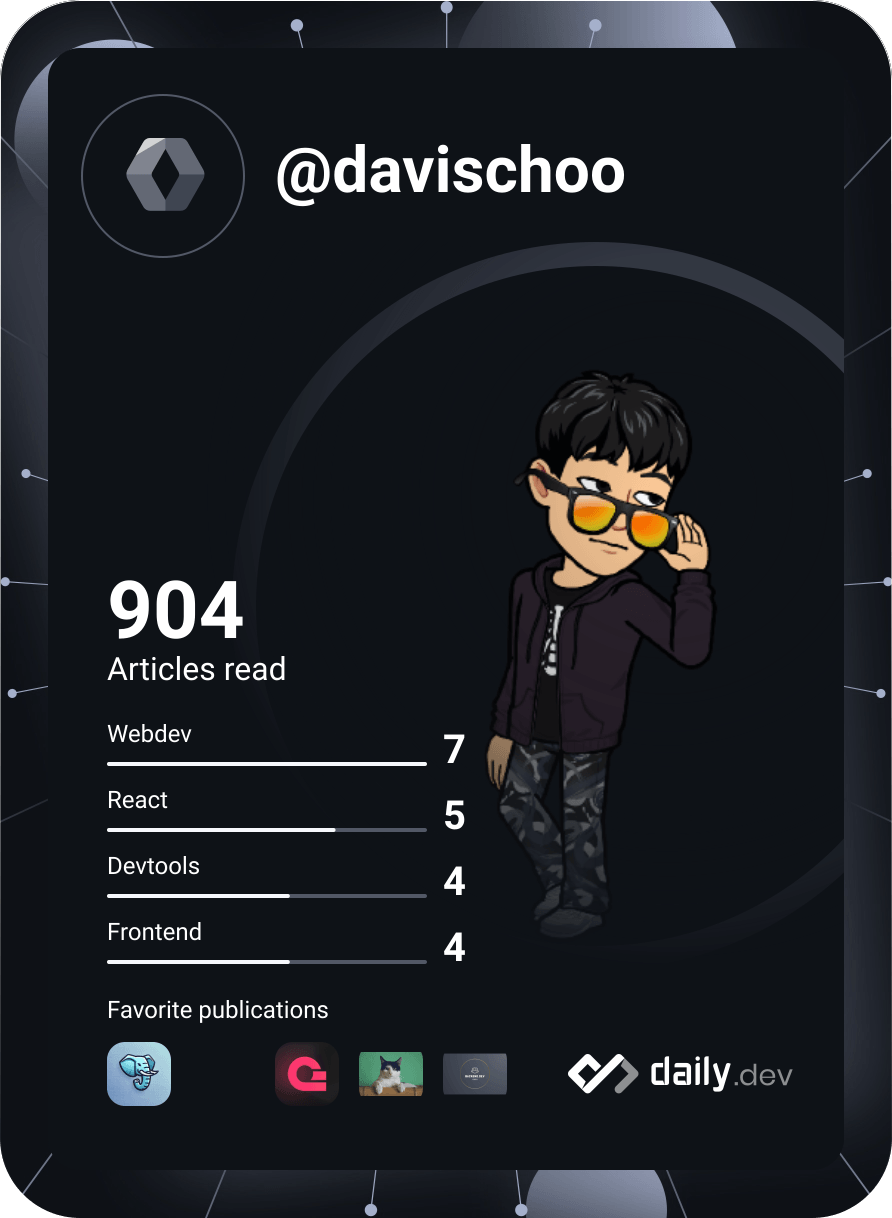 @davischoo
904
Articles read
Webdev
7
React
5
Devtools
4
Frontend
4
Favorite publications
daily.dev